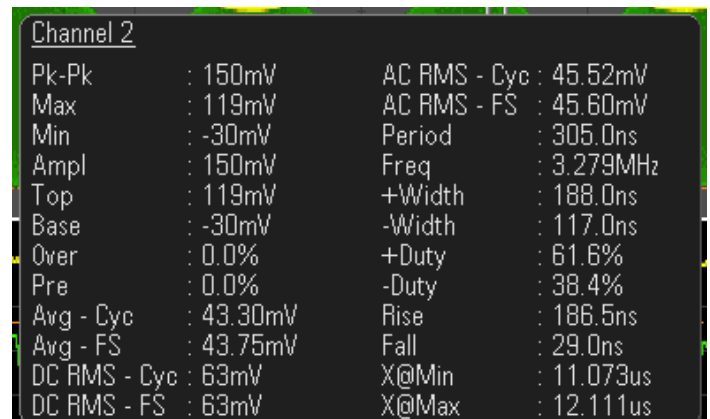 Channel 2
Pk-Pk : 150mV AC RMS - Cyc : 45.52mV
Max : 119mV AC RMS - FS : 45.60mV
Min : -30mV Period : 305.0ns
Ampl : 150mV Freq : 3.279MHz
Top : 119mV +Width : 188.0ns
Base : -30mV -Width : 117.0ns
Over : 0.0% +Duty : 61.6%
Pre : 0.0% -Duty : 38.4%
Avg - Cyc : 43.30mV Rise : 186.5ns
Avg - FS : 43.75mV Fall : 29.0ns
DC RMS - Cyc : 63mV X@Min : 11.073us
DC RMS - FS : 63mV X@Max : 12.111us